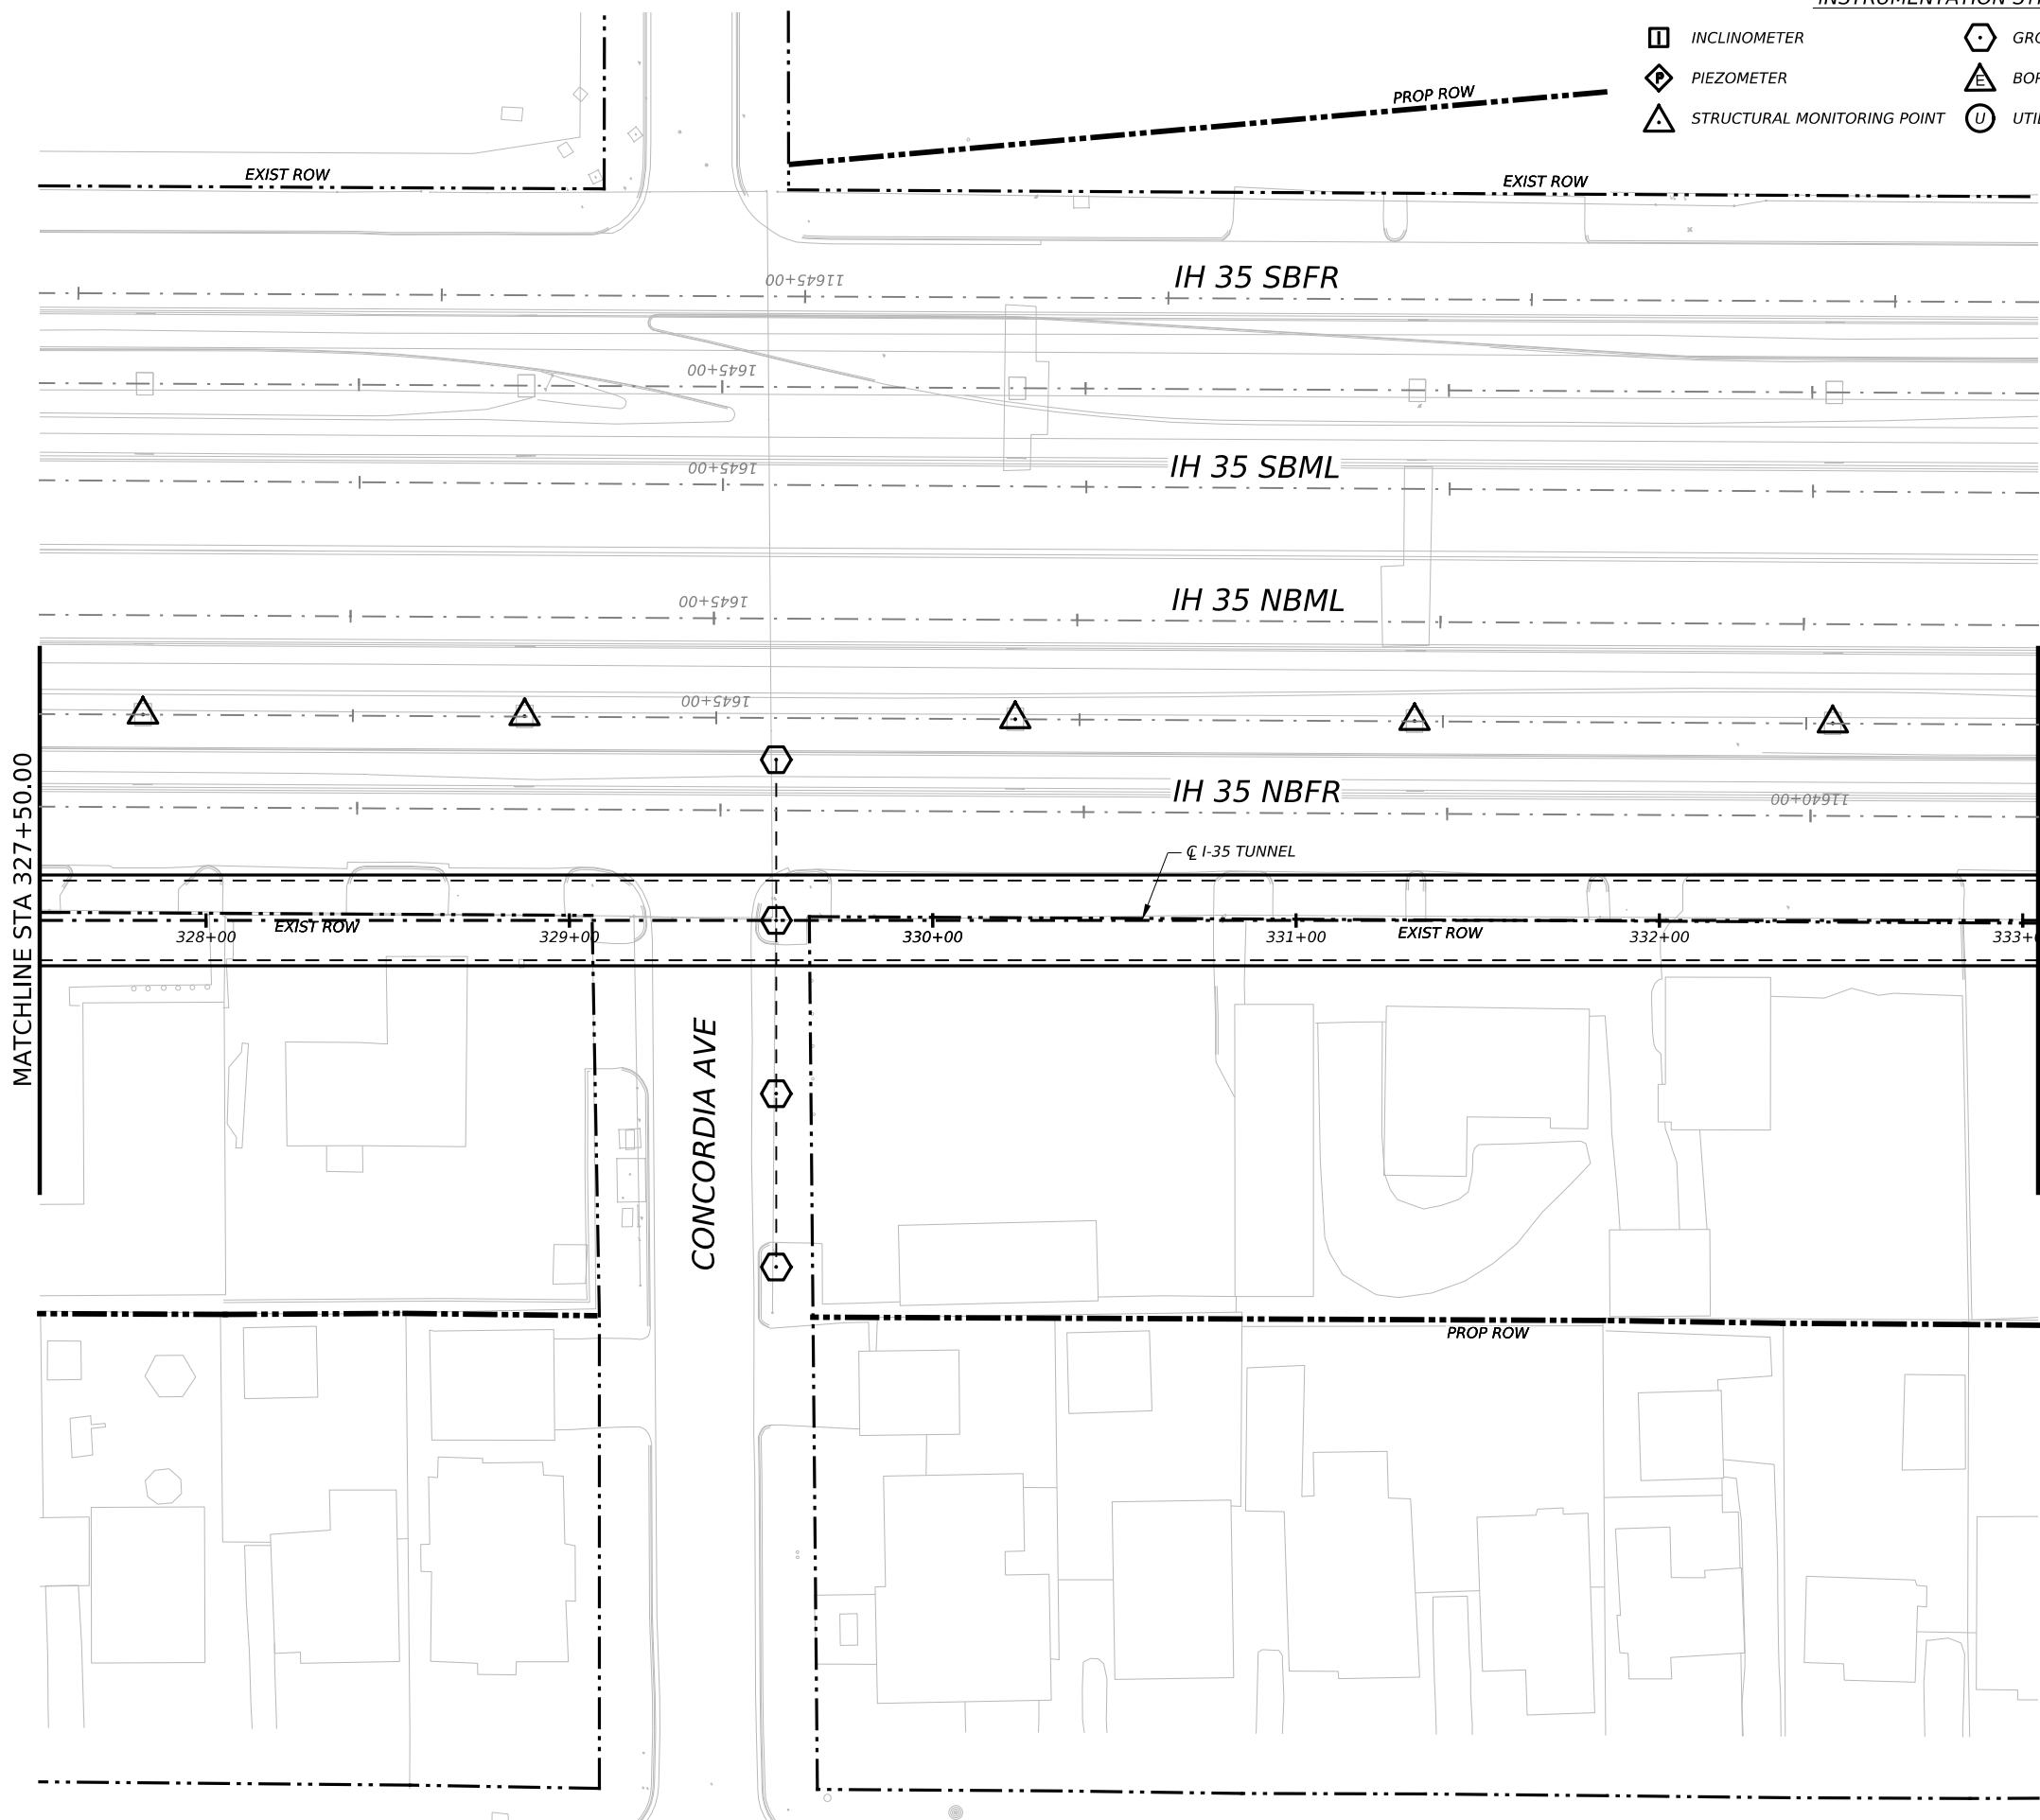 INCLINOMETER
PIEZOMETER
P
STRUCTURAL MONITORING POINT
E
U
PROP ROW
EXIST ROW
EXIST ROW
11645+00
IH 35 SBFR
1645+00
1645+00
IH 35 SBML
1645+00
IH 35 NBML
1645+00
IH 35 NBFR
11640+00
MATCHLINE STA 327+50.00
℄ I-35 TUNNEL
328+00
EXIST ROW
329+00
330+00
331+00
EXIST ROW
332+00
CONCORDIA AVE
PROP ROW